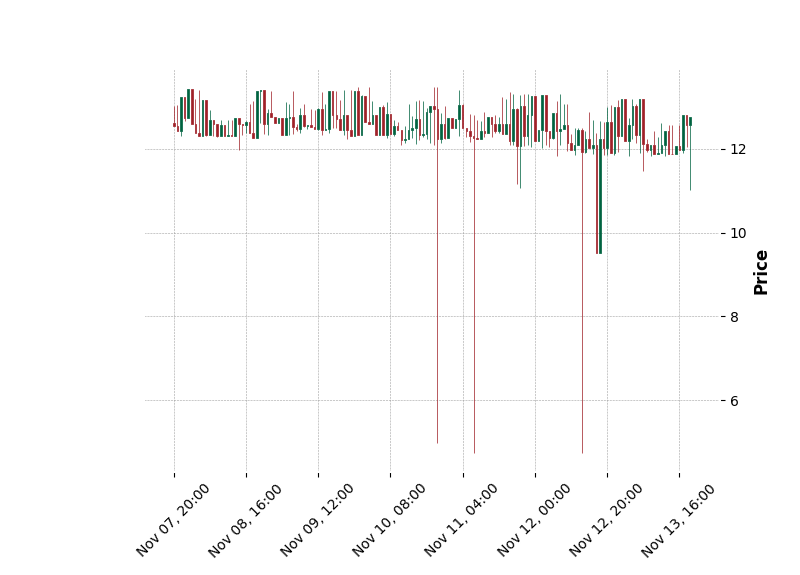 12
10
8
6
Price
Nov 07, 20:00
Nov 08, 16:00
Nov 09, 12:00
Nov 10, 08:00
Nov 11, 04:00
Nov 12, 00:00
Nov 12, 20:00
Nov 13, 16:00